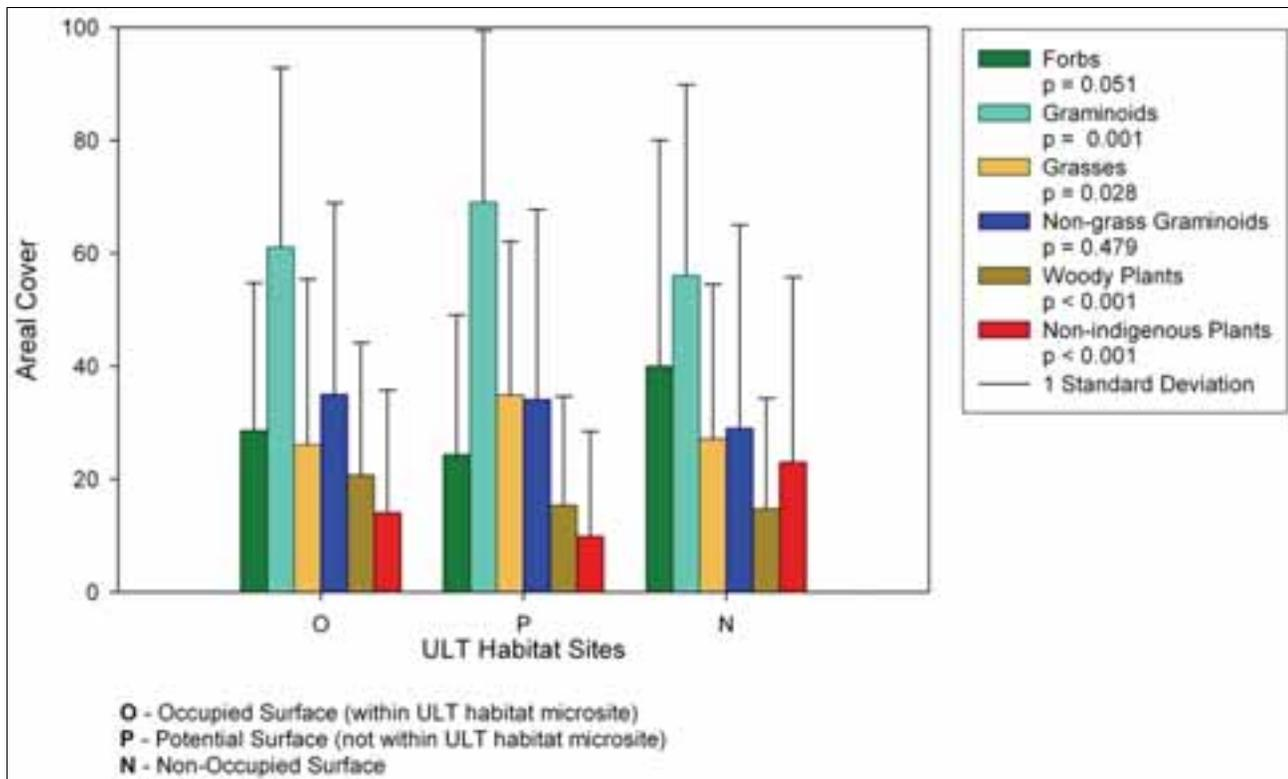 100
80
60
40
20
0
Areal Cover
O
P
N
ULT Habitat Sites
Forbs
p = 0.051
Graminoids
p = 0.001
Grasses
p = 0.028
Non-grass Graminoids
p = 0.479
Woody Plants
p < 0.001
Non-indigenous Plants
p < 0.001
1 Standard Deviation
O - Occupied Surface (within ULT habitat microsite)
P - Potential Surface (not within ULT habitat microsite)
N - Non-Occupied Surface